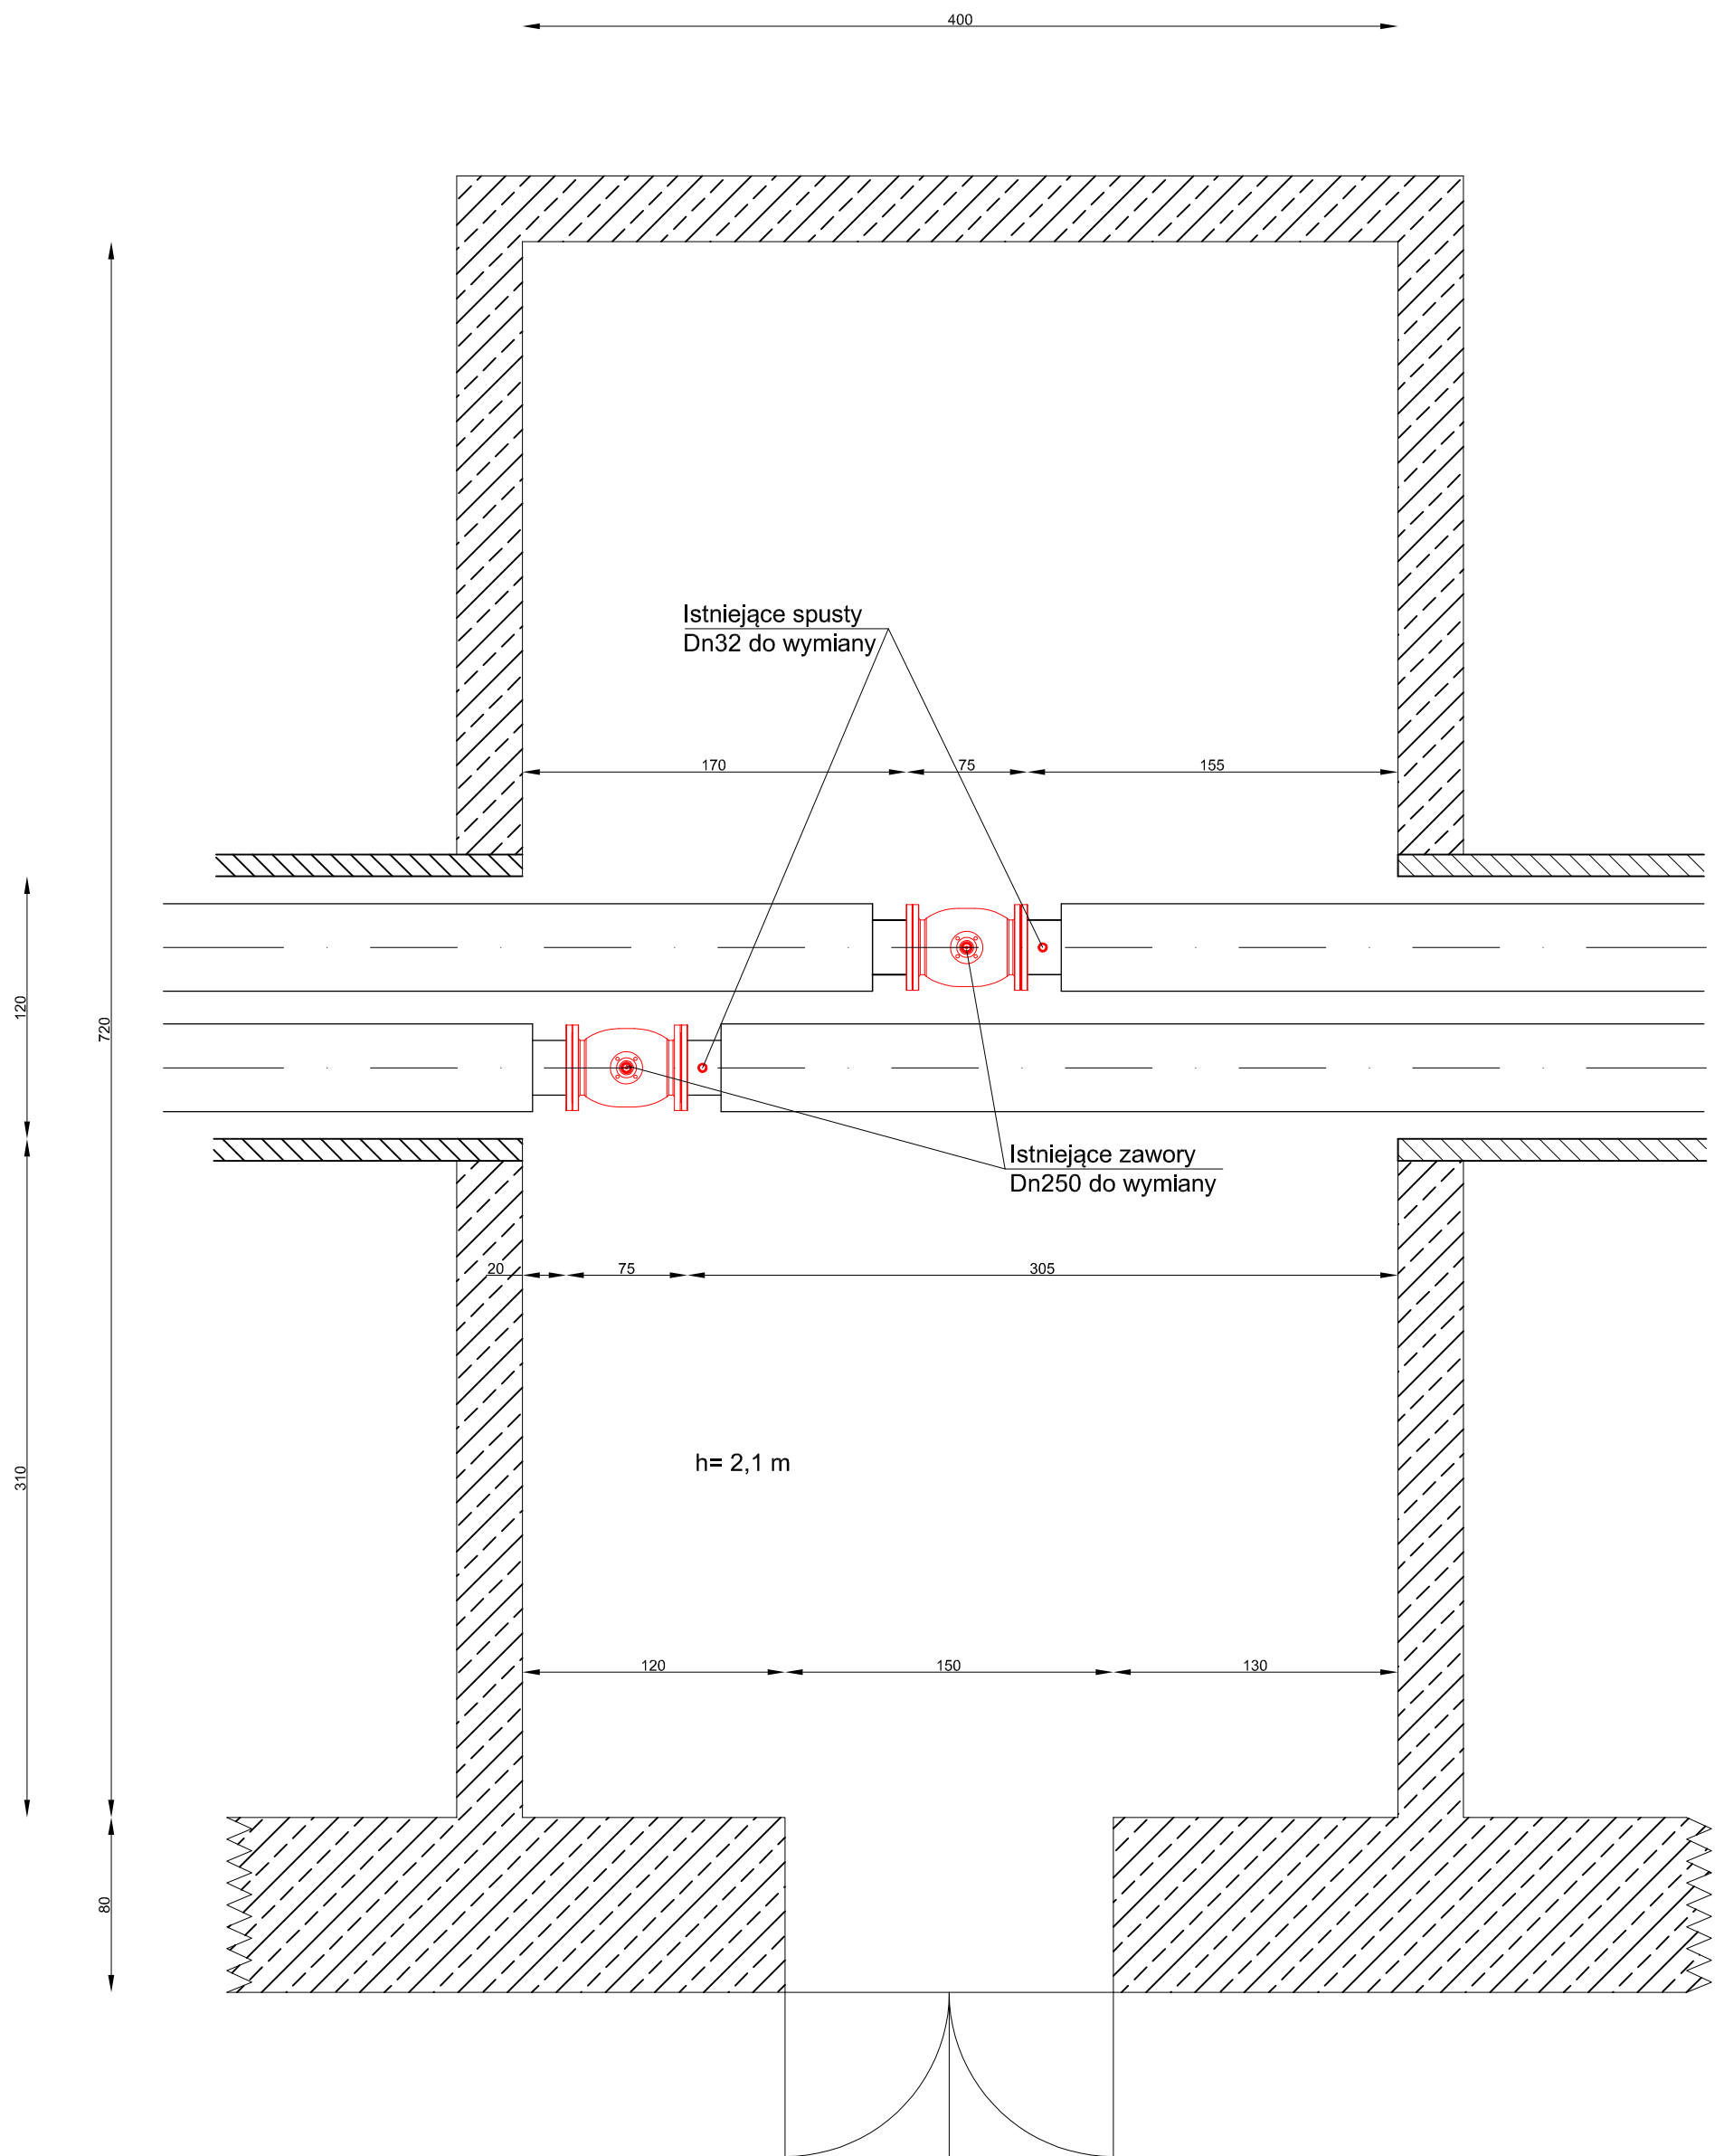 400
Istniejące spusty
Dn32 do wymiany
170
75
155
120
720
Istniejące zawory
Dn250 do wymiany
20
75
305
h= 2,1 m
310
120
150
130
80